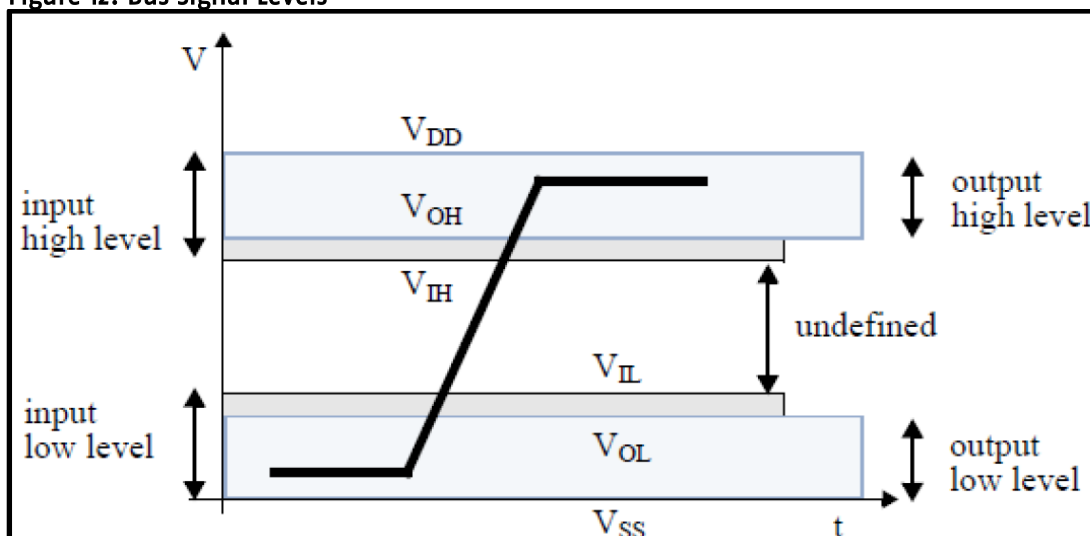 Figure 12: Bus Signal Levels
V
VDD
input
high level
VOH
output
high level
VIH
undefined
VIL
input
low level
VOL
output
low level
VSS
t